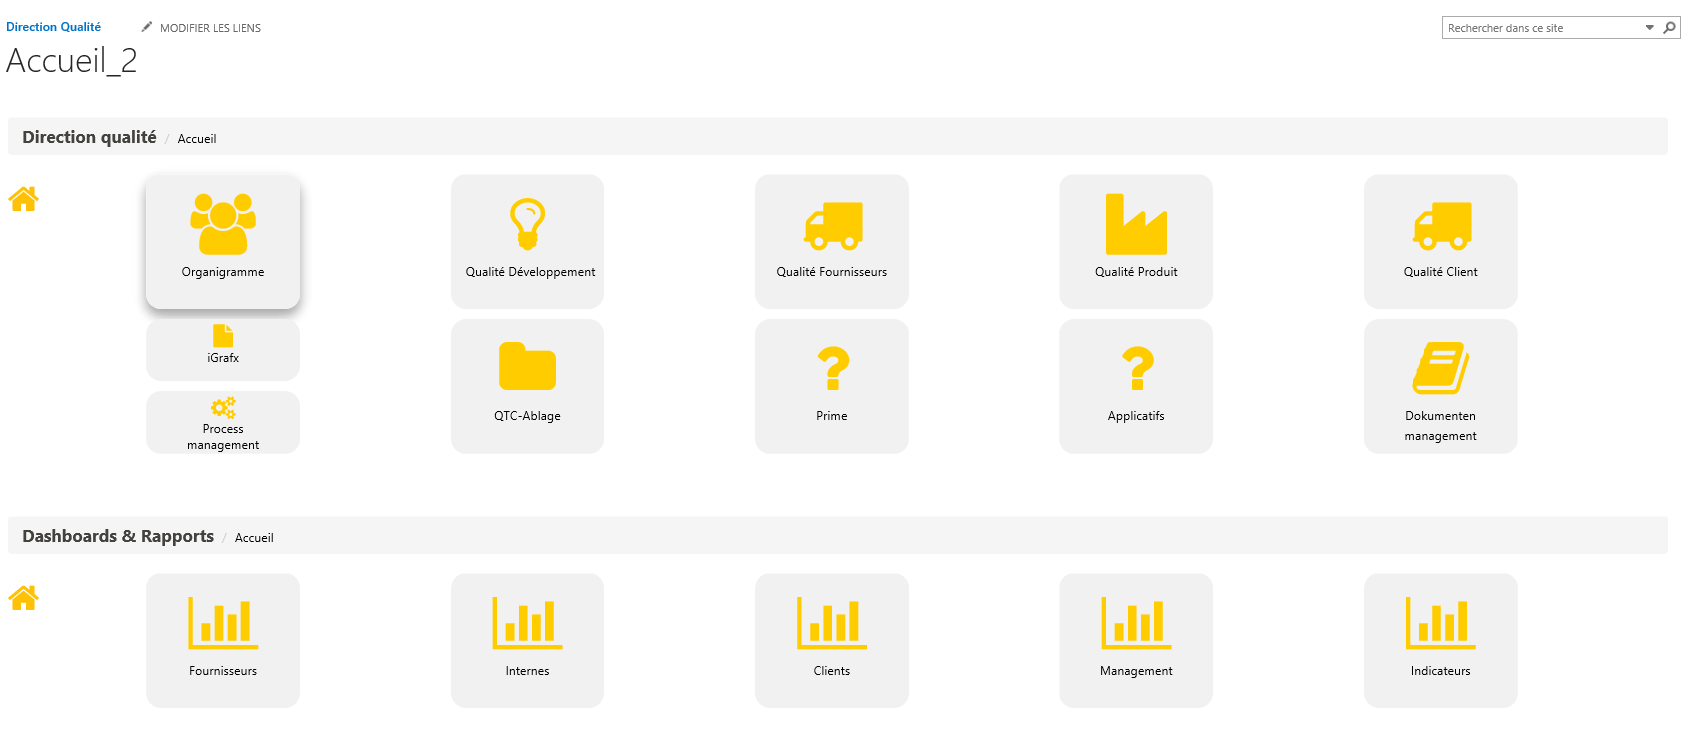 Direction Qualité
MODIFIER LES LIENS
Rechercher dans ce site
Accueil_2
Direction qualité / Accueil
Organigramme
Qualité Développement
Qualité Fournisseurs
Qualité Produit
Qualité Client
iGrafx
Process
management
QTC-Ablage
Prime
Applicatifs
Dokumenten
management
Dashboards & Rapports / Accueil
Fournisseurs
Internes
Clients
Management
Indicateurs